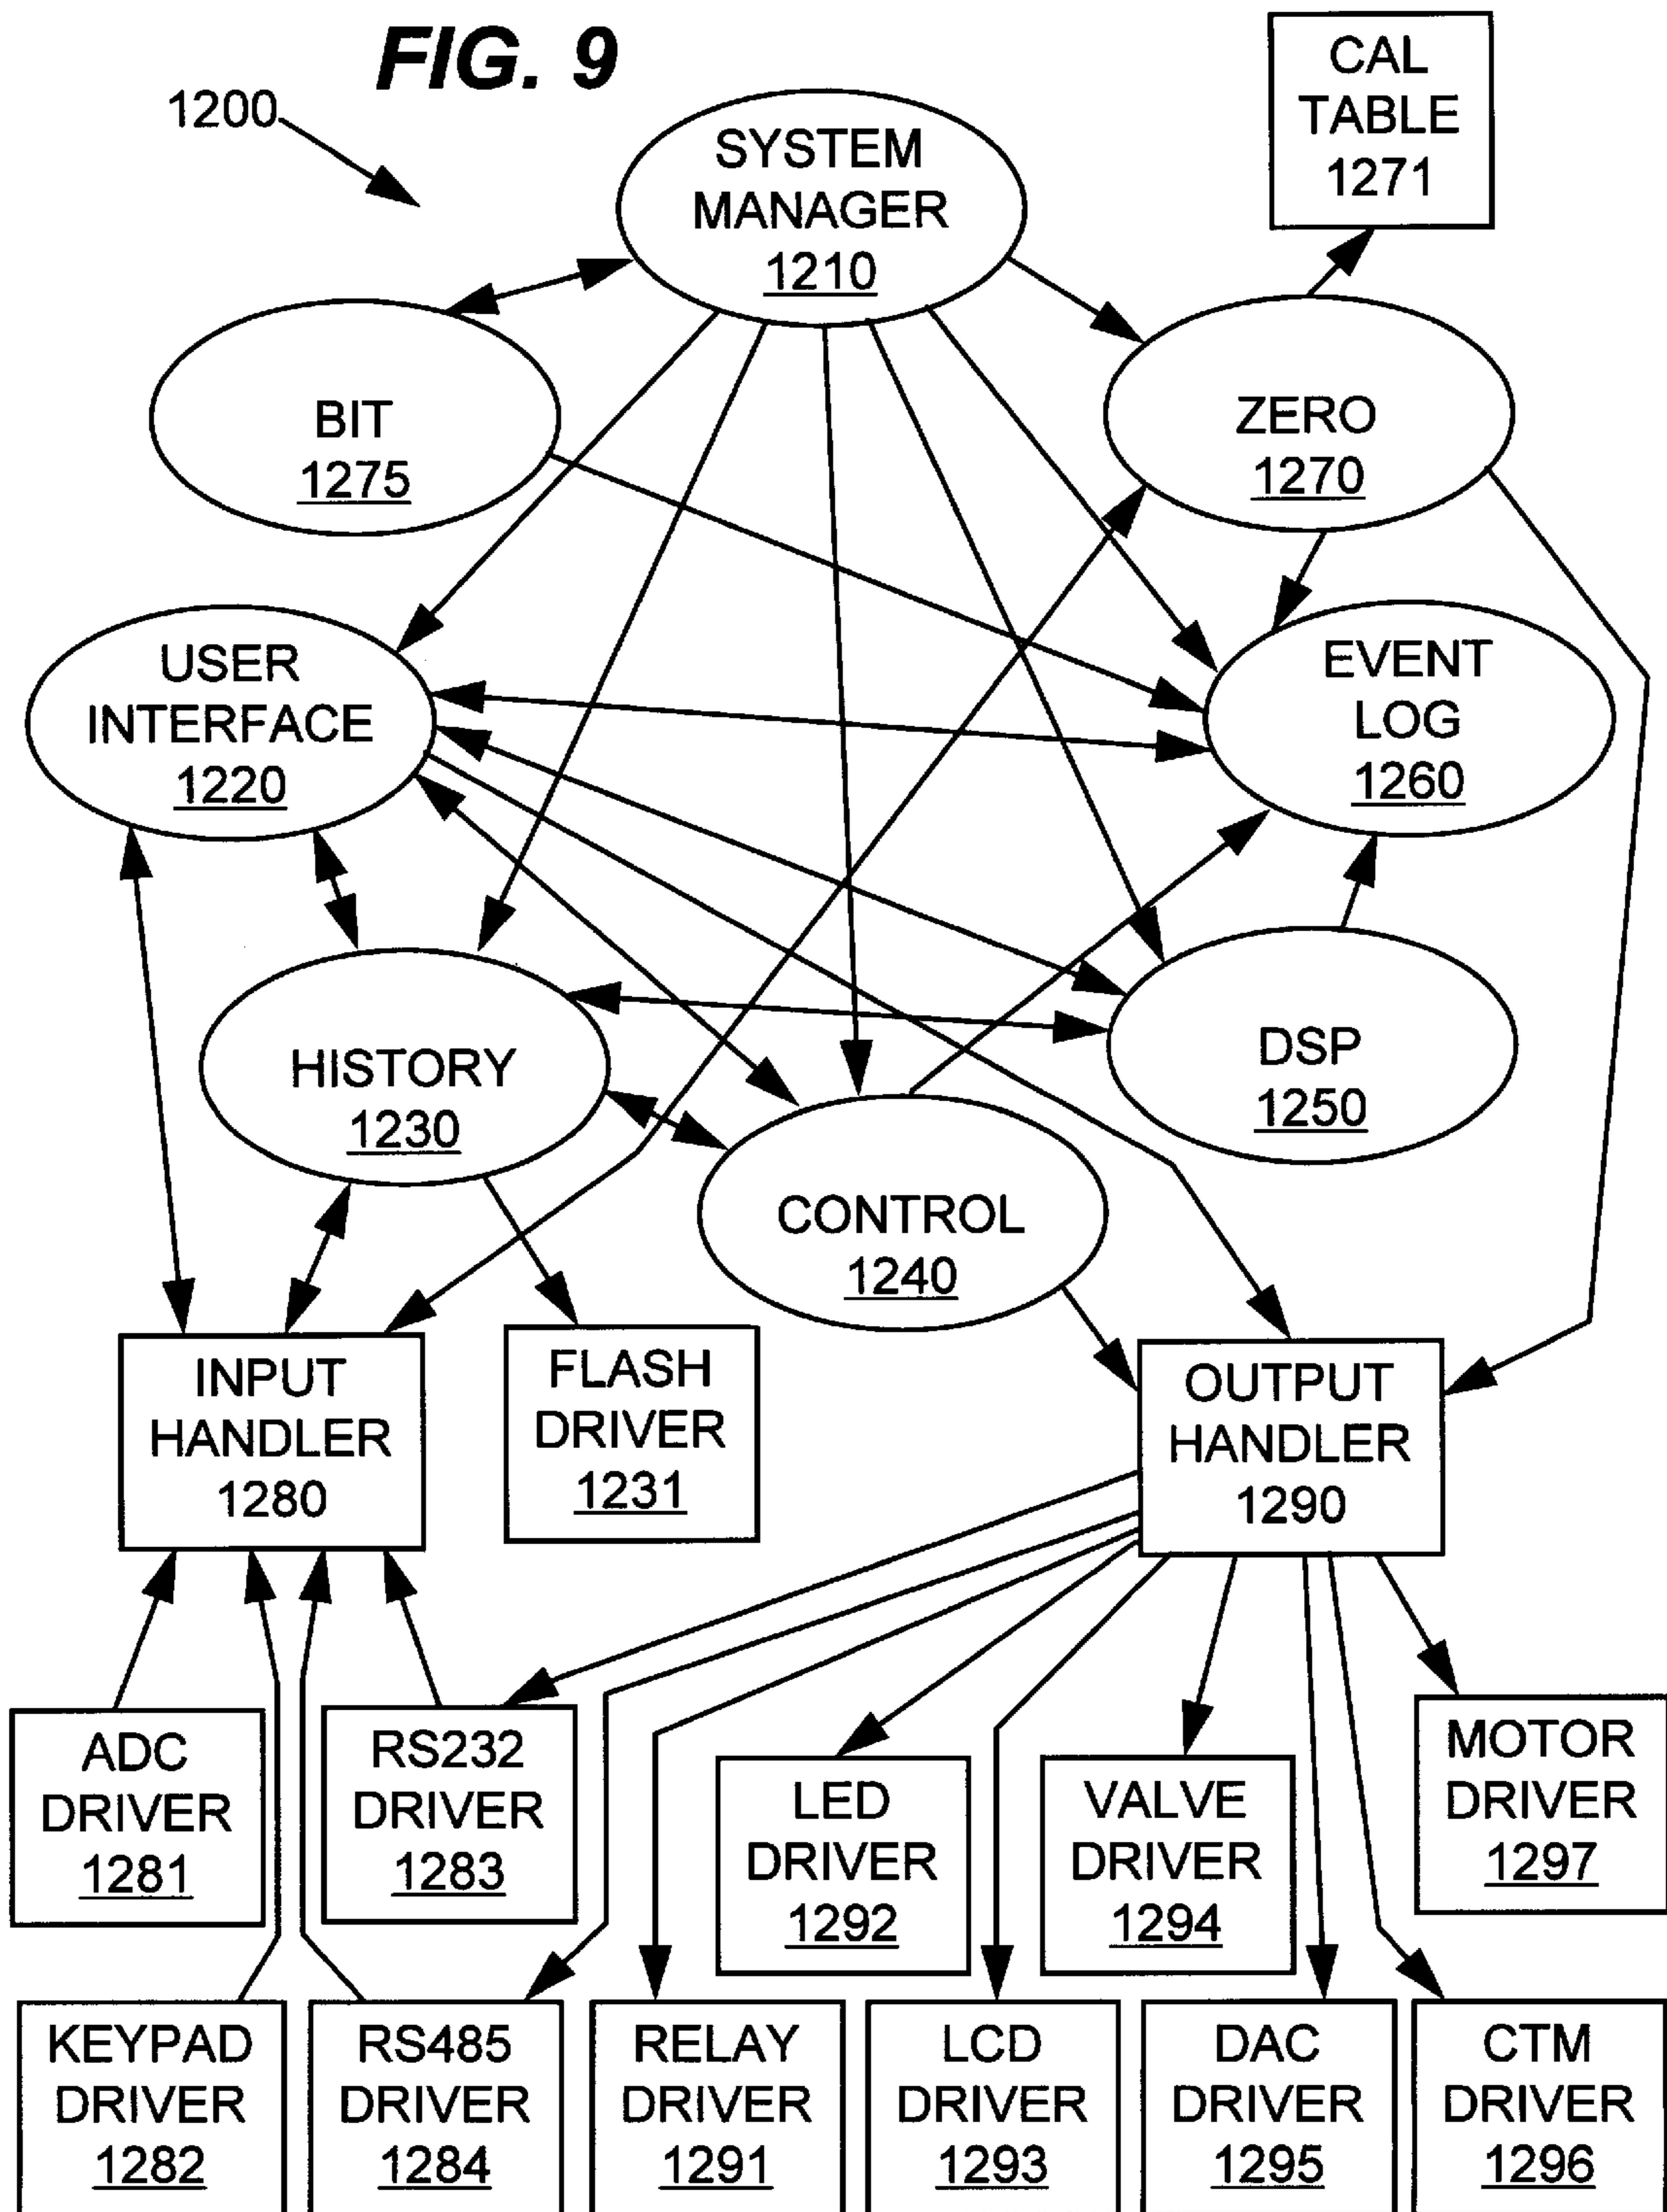 FIG. 9
1200
CAL
TABLE
1271
SYSTEM
MANAGER
1210
BIT
1275
ZERO
1270
USER
INTERFACE
1220
EVENT
LOG
1260
HISTORY
1230
DSP
1250
CONTROL
1240
INPUT
HANDLER
1280
FLASH
DRIVER
1231
OUTPUT
HANDLER
1290
ADC
DRIVER
1281
RS232
DRIVER
1283
LED
DRIVER
1292
VALVE
DRIVER
1294
MOTOR
DRIVER
1297
KEYPAD
DRIVER
1282
RS485
DRIVER
1284
RELAY
DRIVER
1291
LCD
DRIVER
1293
DAC
DRIVER
1295
CTM
DRIVER
1296